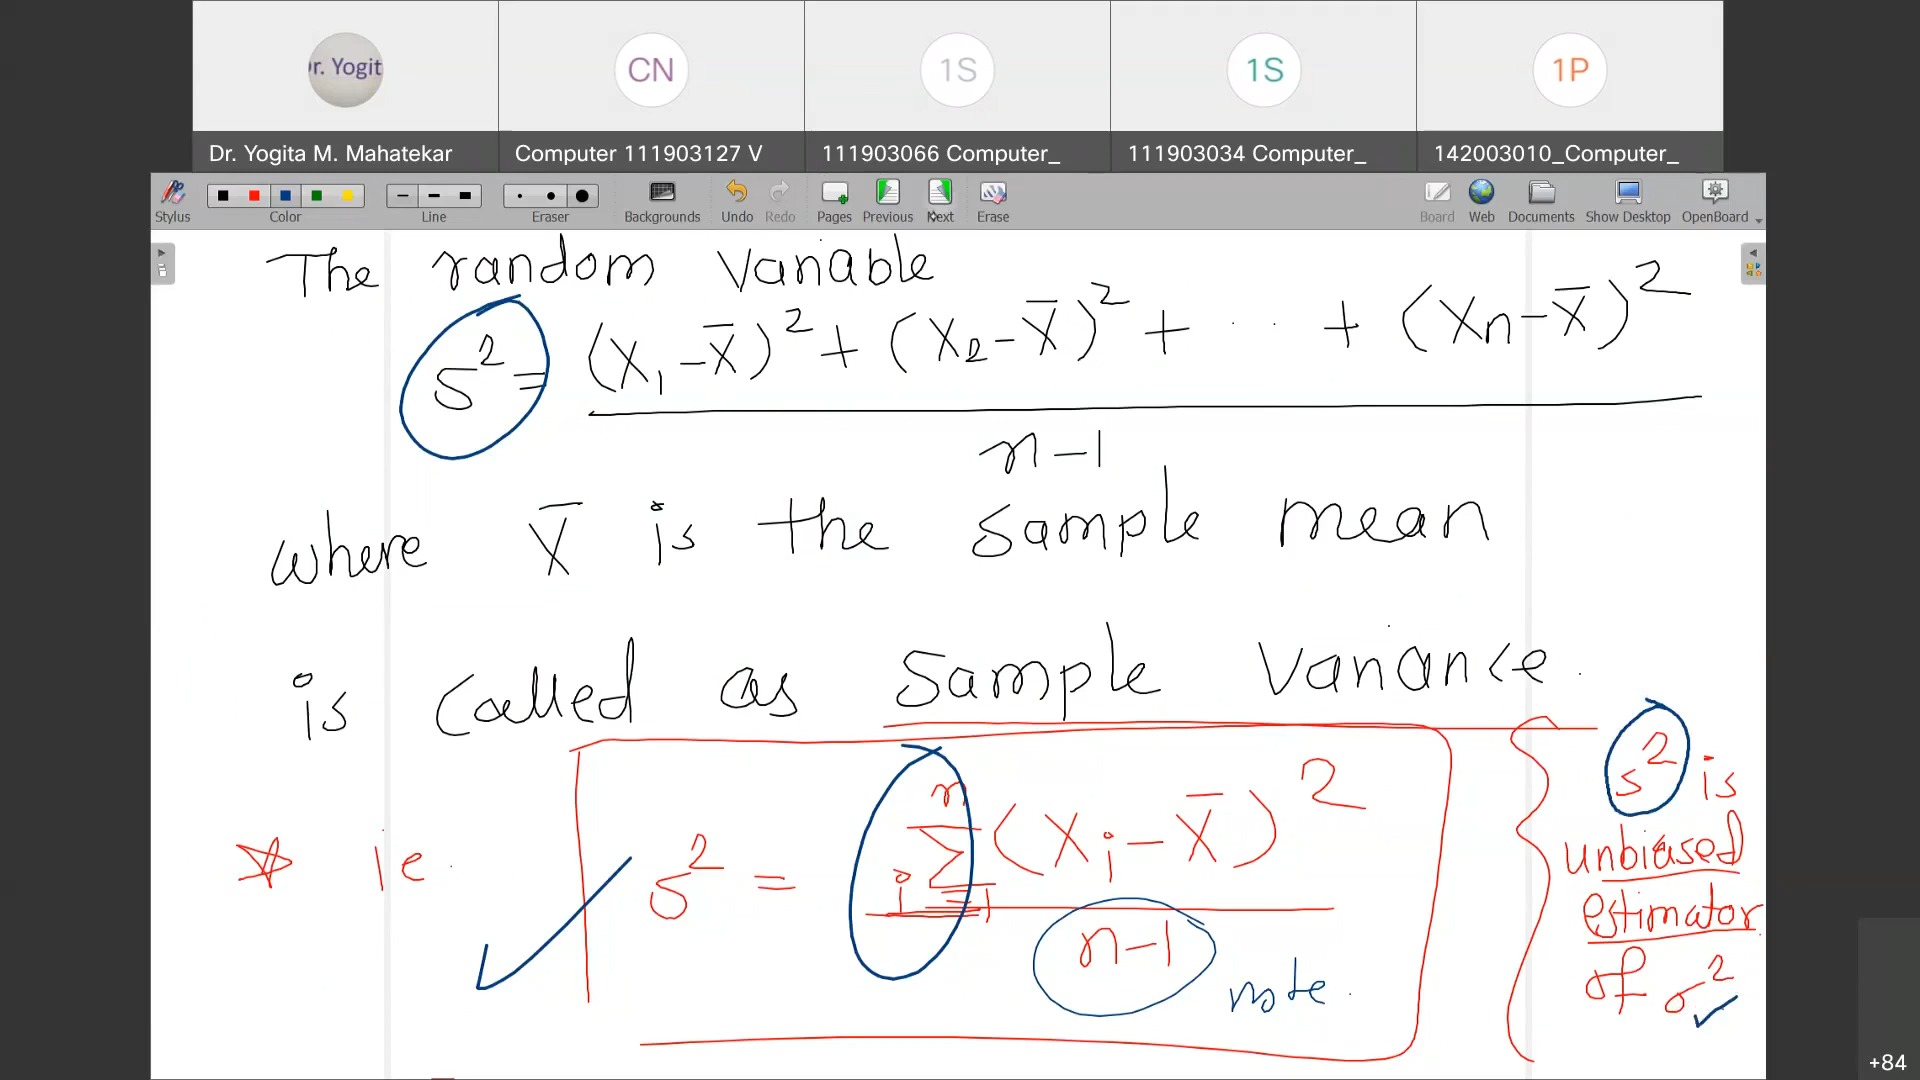 r. Yogit CN 1S 1S 1P
Dr. Yogita M. Mahatekar Computer 111903127 V 111903066 Computer_ 111903034 Computer_ 142003010_Computer_
Stylus Color Line Eraser Backgrounds Undo Redo Pages Previous Next Erase Board Web Documents Show Desktop OpenBoard
The random variable
S² = (X₁-X̄)² + (X₂-X̄)² + · · · + (Xn-X̄)²
n-1
where X̄ is the sample mean
is called as sample variance.
n
☆ ie. S² = Σ (Xi-X̄)²
i=1
n-1
note.
S² is
unbiased
estimator
of σ²
+84